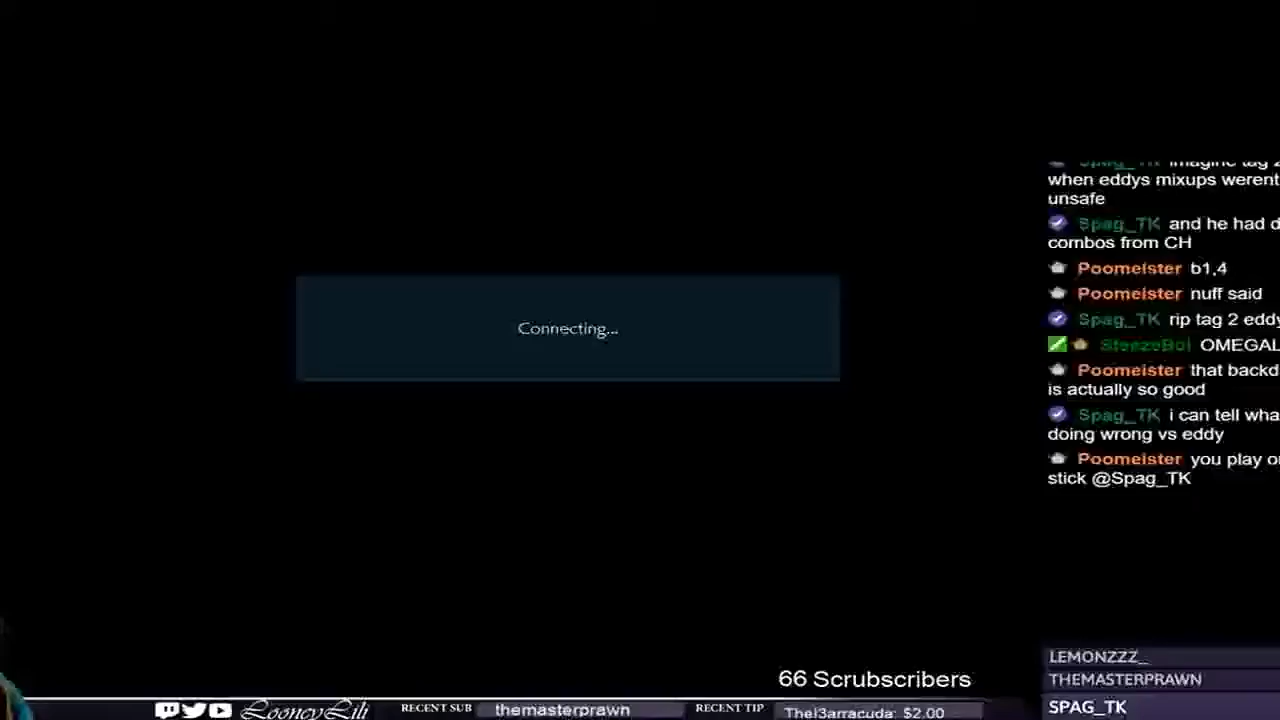 Connecting...
when eddys mixups werent
unsafe
Spag_TK and he had d
combos from CH
Poomeister b1,4
Poomeister nuff said
Spag_TK rip tag 2 eddy
SteezeBoi OMEGAL
Poomeister that backd
is actually so good
Spag_TK i can tell wha
doing wrong vs eddy
Poomeister you play o
stick @Spag_TK
66 Scrubscribers
LEMONZZZ_
THEMASTERPRAWN
SPAG_TK
LooneyLili RECENT SUB themasterprawn RECENT TIP TheI3arracuda: $2.00